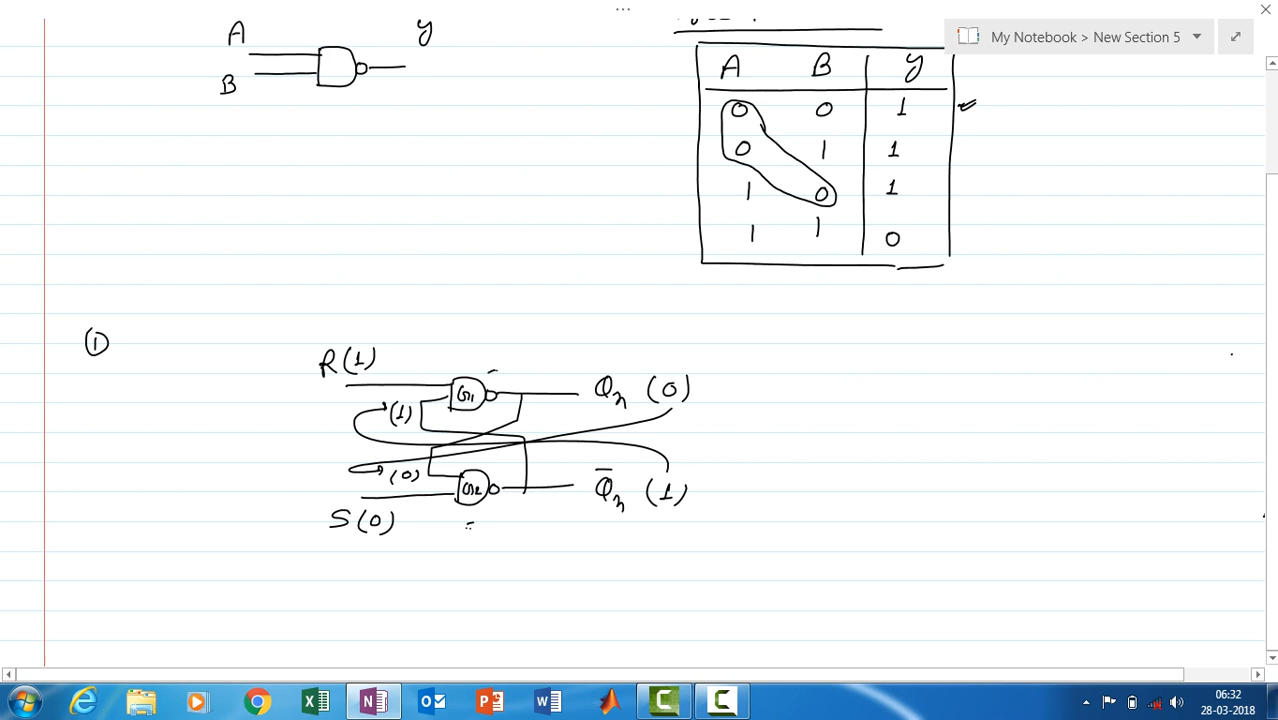 My Notebook > New Section 5
A
B
Y
A B Y
0 0 1
0 1 1
1 0 1
1 1 0
①
R(1)
G1
Qn (0)
(1)
(0)
G2
Q̅n (1)
S(0)
06:32
28-03-2018